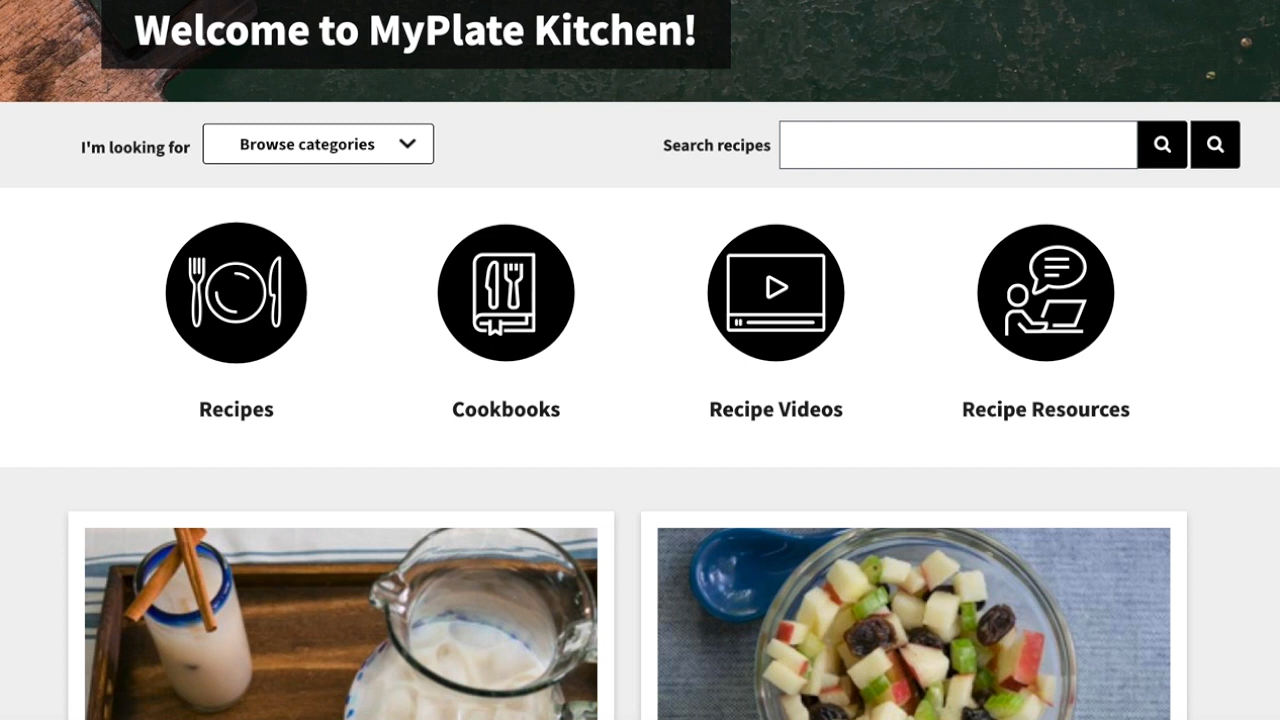 Welcome to MyPlate Kitchen!
I'm looking for
Browse categories
Search recipes
Recipes
Cookbooks
Recipe Videos
Recipe Resources